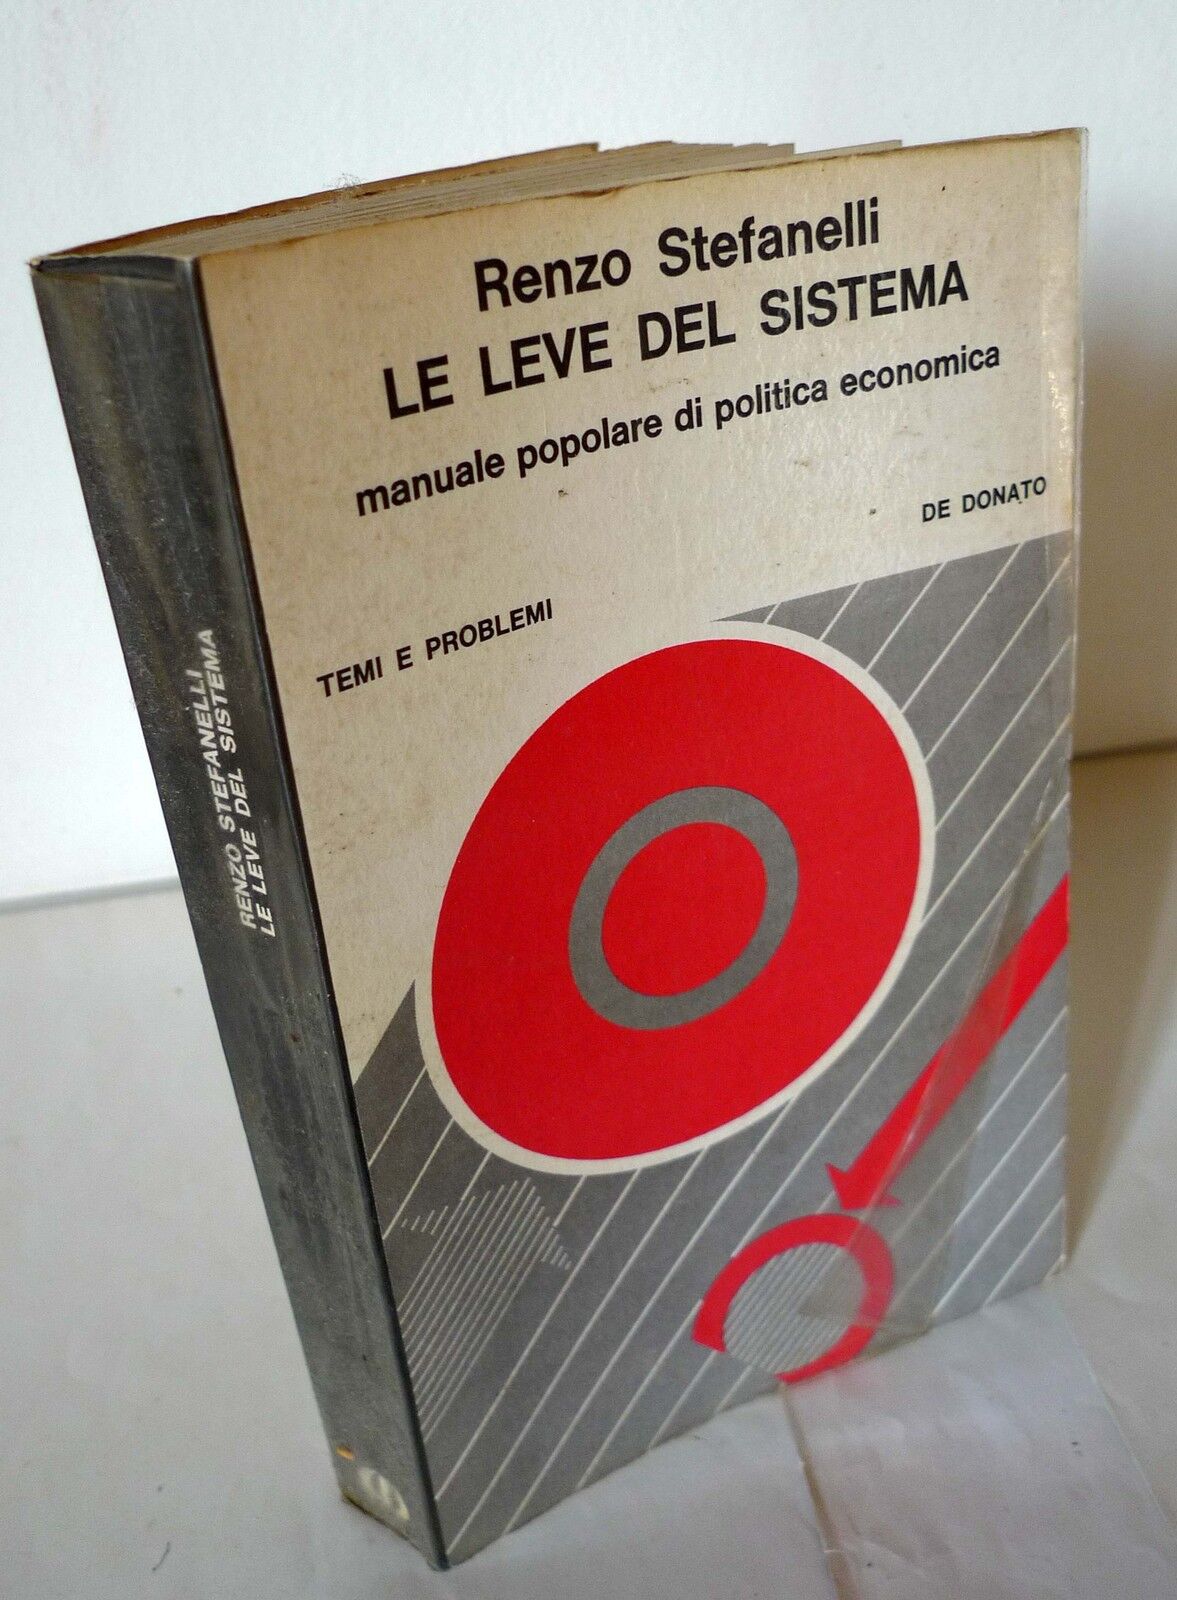 Renzo Stefanelli
LE LEVE DEL SISTEMA
manuale popolare di politica economica
DE DONATO
TEMI E PROBLEMI
RENZO STEFANELLI
LE LEVE DEL SISTEMA